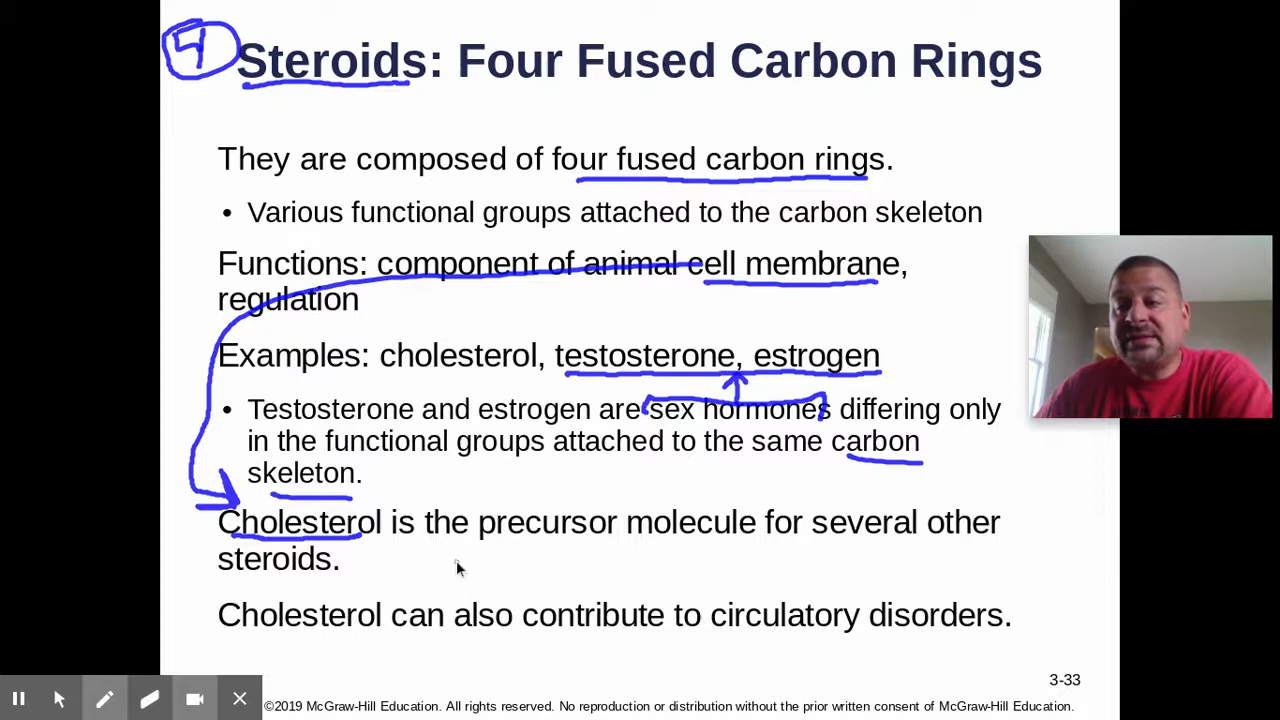 4 Steroids: Four Fused Carbon Rings
They are composed of four fused carbon rings.
• Various functional groups attached to the carbon skeleton
Functions: component of animal cell membrane,
regulation
Examples: cholesterol, testosterone, estrogen
• Testosterone and estrogen are sex hormones differing only
in the functional groups attached to the same carbon
skeleton.
Cholesterol is the precursor molecule for several other
steroids.
Cholesterol can also contribute to circulatory disorders.
3-33
©2019 McGraw-Hill Education. All rights reserved. No reproduction or distribution without the prior written consent of McGraw-Hill Education.